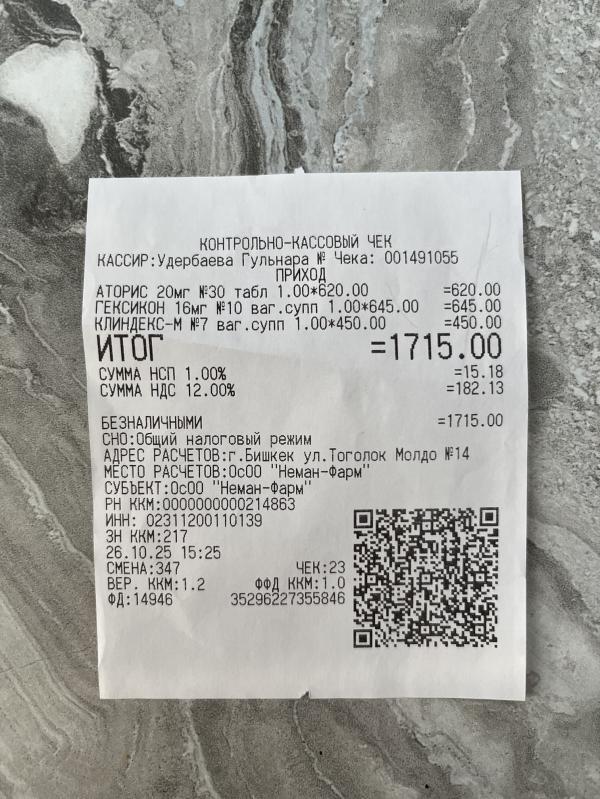 КОНТРОЛЬНО-КАССОВЫЙ ЧЕК
КАССИР:Удербаева Гульнара № Чека: 001491055
ПРИХОД
АТОРИС 20мг №30 табл 1.00*620.00 =620.00
ГЕКСИКОН 16мг №10 ваг.супп 1.00*645.00 =645.00
КЛИНДЕКС-М №7 ваг.супп 1.00*450.00 =450.00
ИТОГ =1715.00
СУММА НСП 1.00% =15.18
СУММА НДС 12.00% =182.13
БЕЗНАЛИЧНЫМИ =1715.00
СНО:Общий налоговый режим
АДРЕС РАСЧЕТОВ:г.Бишкек ул.Тоголок Молдо №14
МЕСТО РАСЧЕТОВ:ОсОО "Неман-Фарм"
СУБЪЕКТ:ОсОО "Неман-Фарм"
РН ККМ:0000000000214863
ИНН: 02311200110139
ЗН ККМ:217
26.10.25 15:25
СМЕНА:347 ЧЕК:23
ВЕР. ККМ:1.2 ФФД ККМ:1.0
ФД:14946 35296227355846